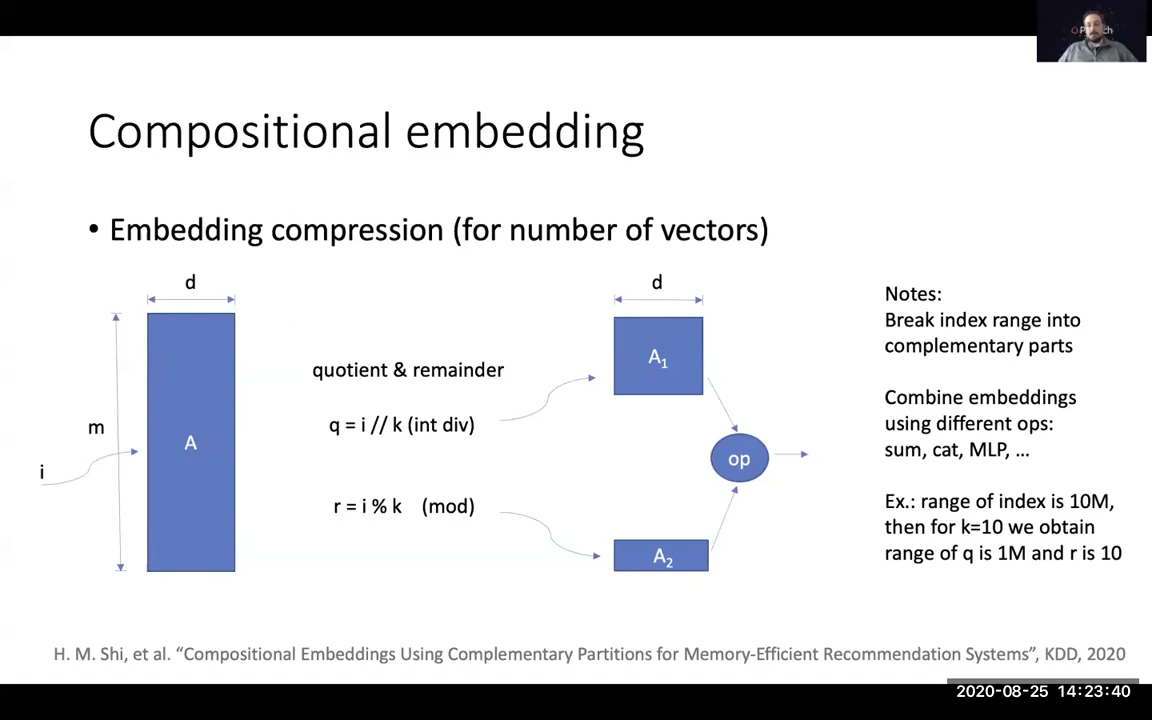 Compositional embedding
• Embedding compression (for number of vectors)
d
m
i
A
quotient & remainder
q = i // k (int div)
r = i % k (mod)
d
A₁
A₂
op
Notes:
Break index range into
complementary parts
Combine embeddings
using different ops:
sum, cat, MLP, ...
Ex.: range of index is 10M,
then for k=10 we obtain
range of q is 1M and r is 10
H. M. Shi, et al. “Compositional Embeddings Using Complementary Partitions for Memory-Efficient Recommendation Systems”, KDD, 2020
2020-08-25 14:23:40